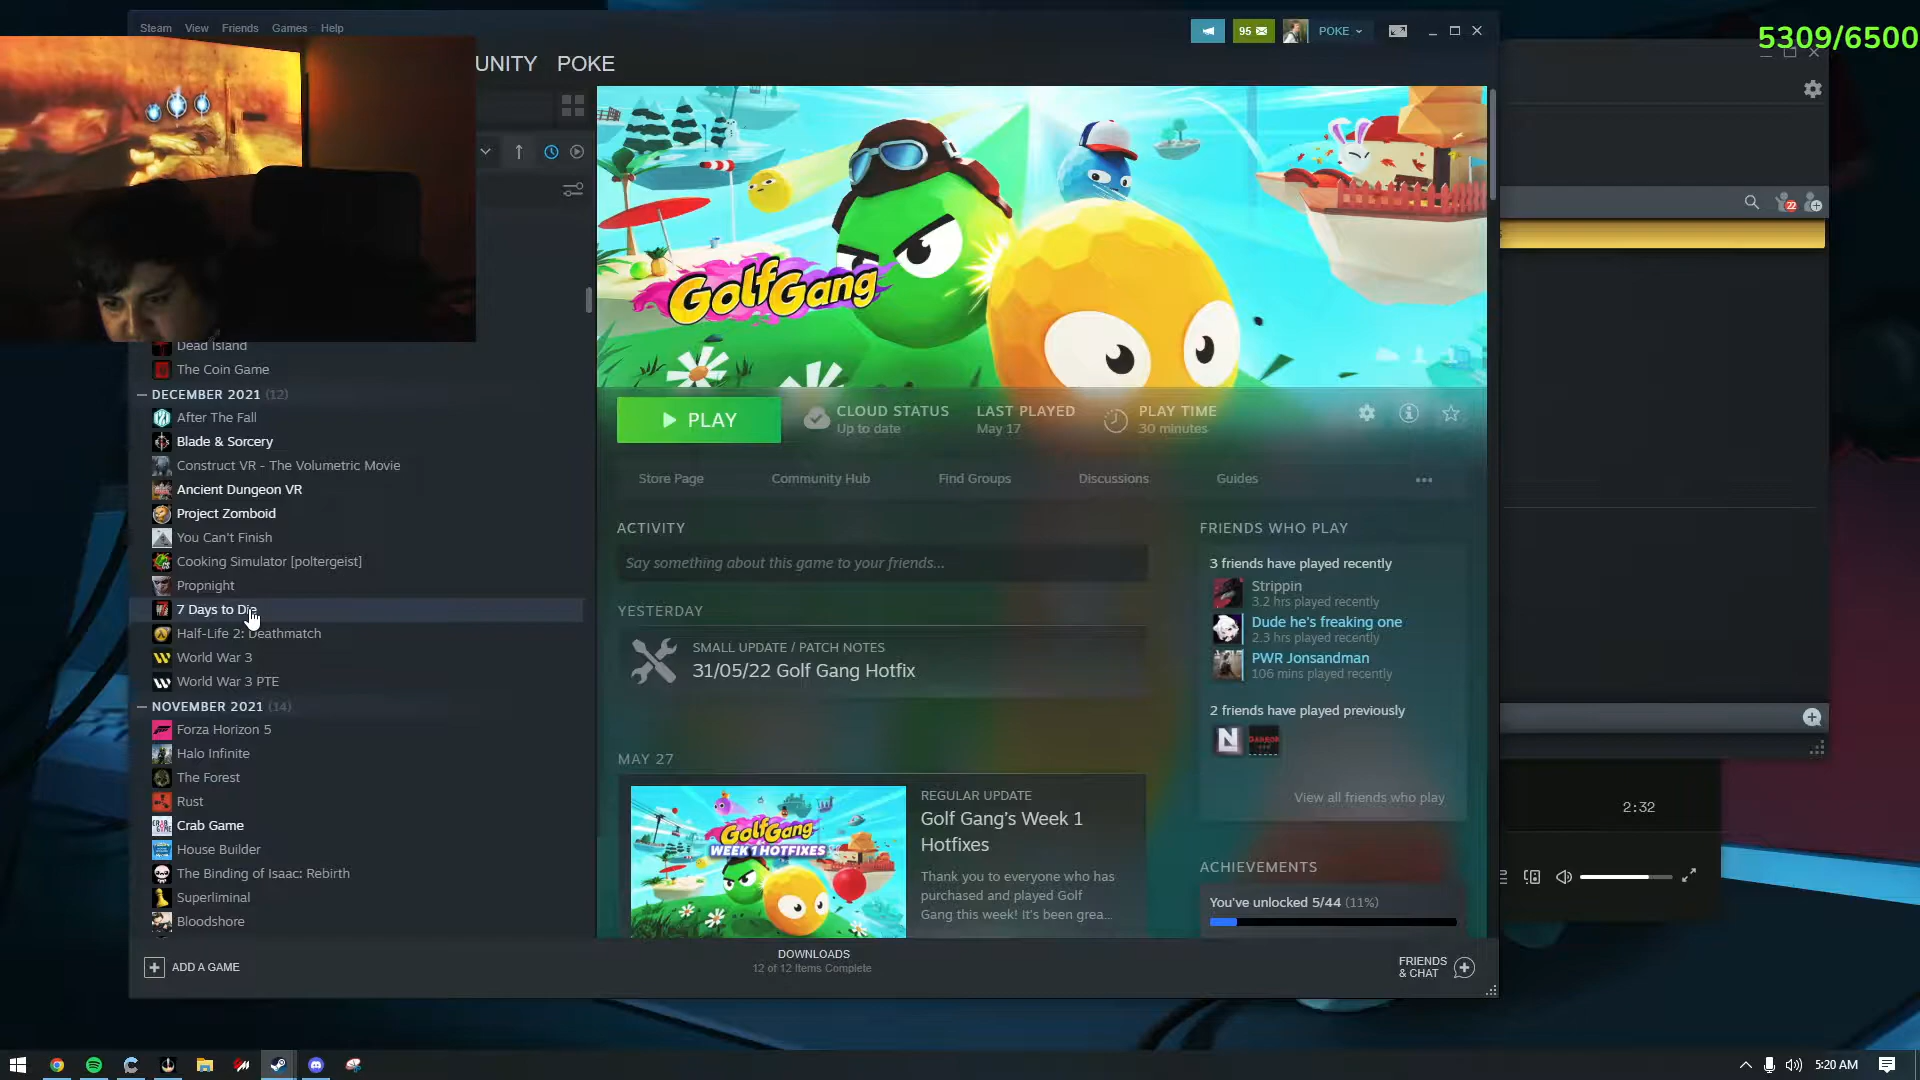 Steam View Friends Games Help
95
POKE
5309/6500
UNITY POKE
22
GolfGang
PLAY
CLOUD STATUS
Up to date
LAST PLAYED
May 17
PLAY TIME
30 minutes
Store Page Community Hub Find Groups Discussions Guides
Dead Island
The Coin Game
DECEMBER 2021 (12)
After The Fall
Blade & Sorcery
Construct VR - The Volumetric Movie
Ancient Dungeon VR
Project Zomboid
You Can't Finish
Cooking Simulator [poltergeist]
Propnight
7 Days to Die
Half-Life 2: Deathmatch
World War 3
World War 3 PTE
NOVEMBER 2021 (14)
Forza Horizon 5
Halo Infinite
The Forest
Rust
Crab Game
House Builder
The Binding of Isaac: Rebirth
Superliminal
Bloodshore
ACTIVITY
Say something about this game to your friends...
YESTERDAY
SMALL UPDATE / PATCH NOTES
31/05/22 Golf Gang Hotfix
MAY 27
GolfGang
WEEK 1 HOTFIXES
REGULAR UPDATE
Golf Gang's Week 1
Hotfixes
Thank you to everyone who has
purchased and played Golf
Gang this week! It's been grea...
FRIENDS WHO PLAY
3 friends have played recently
Strippin
3.2 hrs played recently
Dude he's freaking one
2.3 hrs played recently
PWR Jonsandman
106 mins played recently
2 friends have played previously
View all friends who play
ACHIEVEMENTS
You've unlocked 5/44 (11%)
2:32
ADD A GAME
DOWNLOADS
12 of 12 Items Complete
FRIENDS
& CHAT
5:20 AM